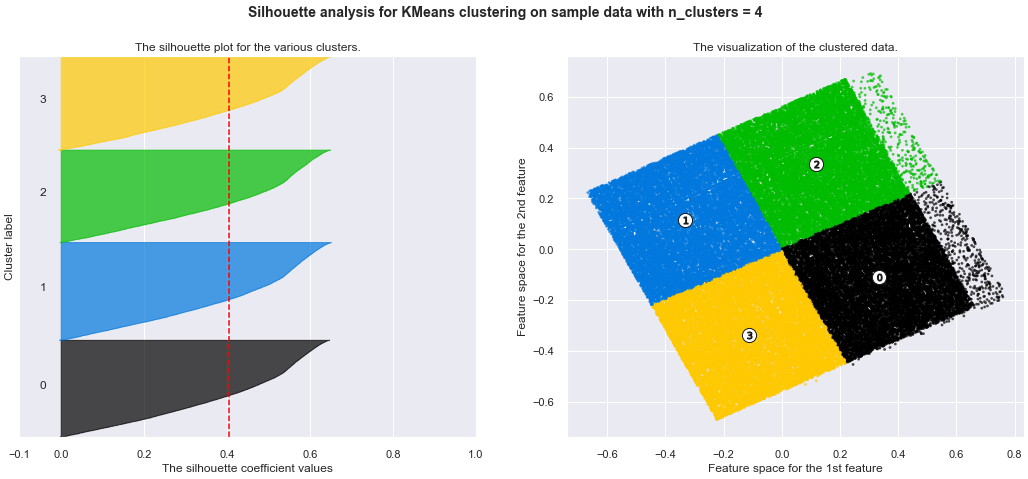 Silhouette analysis for KMeans clustering on sample data with n_clusters = 4
The silhouette plot for the various clusters.
Cluster label
3
2
1
0
−0.1 0.0 0.2 0.4 0.6 0.8 1.0
The silhouette coefficient values
The visualization of the clustered data.
Feature space for the 2nd feature
0.6
0.4
0.2
0.0
−0.2
−0.4
−0.6
2
1
0
3
−0.6 −0.4 −0.2 0.0 0.2 0.4 0.6 0.8
Feature space for the 1st feature